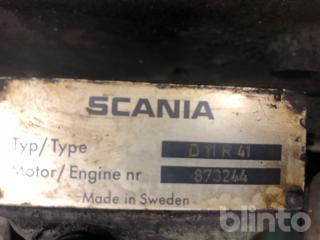 SCANIA
Typ/Type D 11 R 41
Motor/Engine nr 873244
Made in Sweden
blinto